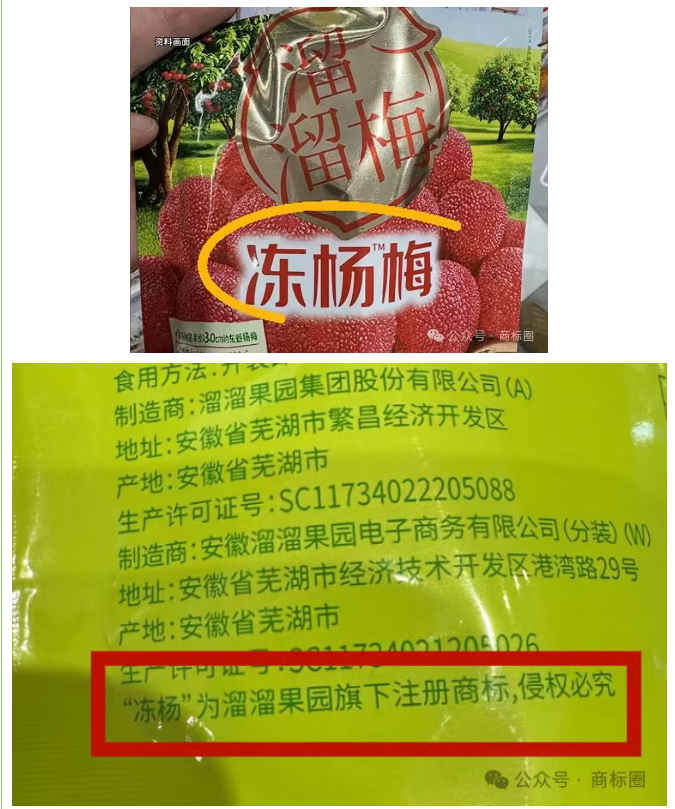 资料画面
溜
溜梅
冻杨™梅
公众号·商标圈
食用方法:开袋
制造商:溜溜果园集团股份有限公司(A)
地址:安徽省芜湖市繁昌经济开发区
产地:安徽省芜湖市
生产许可证号:SC11734022205088
制造商:安徽溜溜果园电子商务有限公司(分装)(W)
地址:安徽省芜湖市经济技术开发区港湾路29号
产地:安徽省芜湖市
生产许可证号:SC11734021205026
“冻杨”为溜溜果园旗下注册商标,侵权必究
公众号·商标圈